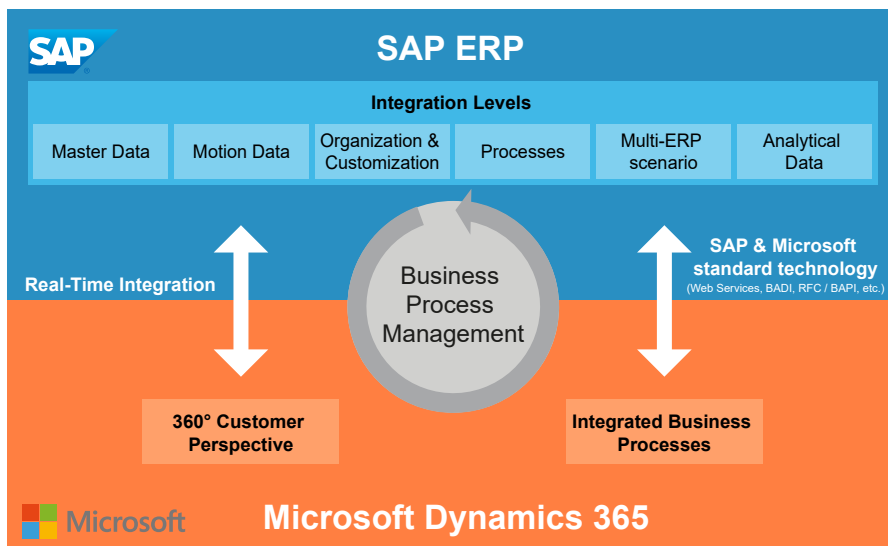 SAP
®
SAP ERP
Integration Levels
Master Data
Motion Data
Organization &
Customization
Processes
Multi-ERP
scenario
Analytical
Data
Real-Time Integration
Business
Process
Management
SAP & Microsoft
standard technology
(Web Services, BADI, RFC / BAPI, etc.)
360° Customer
Perspective
Integrated Business
Processes
Microsoft
Microsoft Dynamics 365